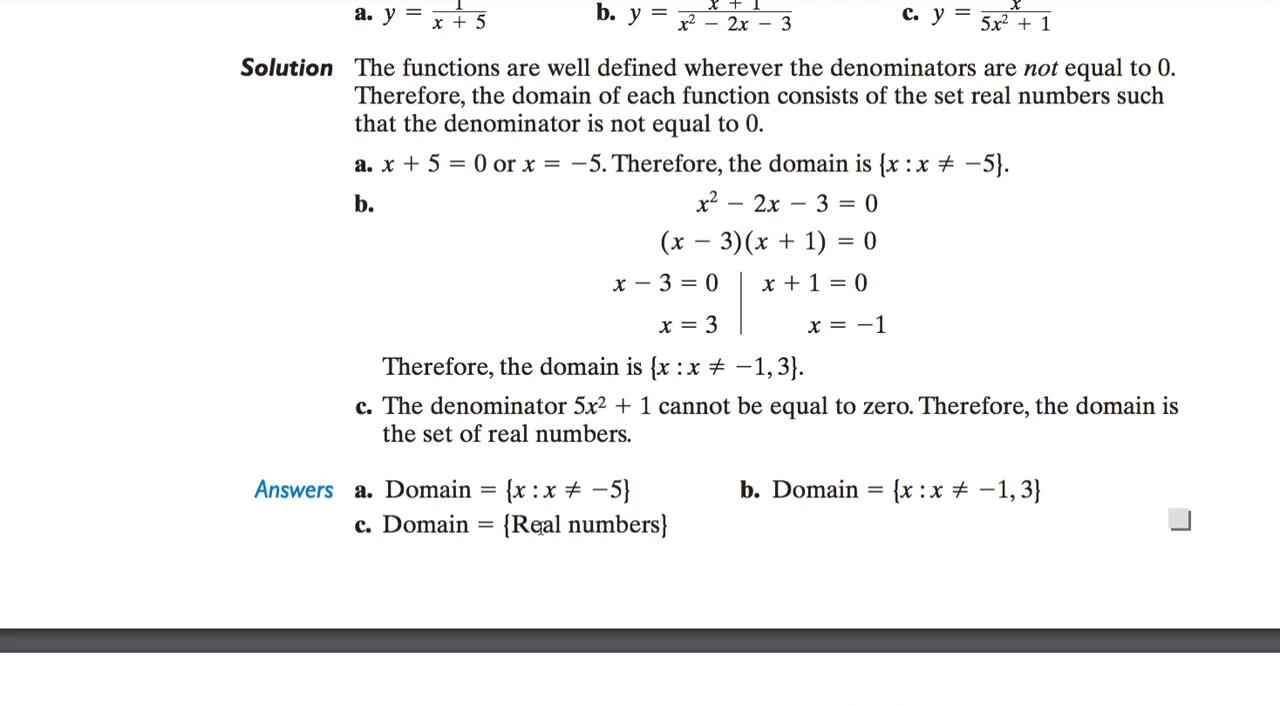 a. y = 1/(x + 5) b. y = (x + 1)/(x² − 2x − 3) c. y = x/(5x² + 1)
Solution The functions are well defined wherever the denominators are not equal to 0.
Therefore, the domain of each function consists of the set real numbers such
that the denominator is not equal to 0.
a. x + 5 = 0 or x = −5. Therefore, the domain is {x : x ≠ −5}.
b. x² − 2x − 3 = 0
(x − 3)(x + 1) = 0
x − 3 = 0 | x + 1 = 0
x = 3 | x = −1
Therefore, the domain is {x : x ≠ −1, 3}.
c. The denominator 5x² + 1 cannot be equal to zero. Therefore, the domain is
the set of real numbers.
Answers a. Domain = {x : x ≠ −5} b. Domain = {x : x ≠ −1, 3}
c. Domain = {Real numbers}